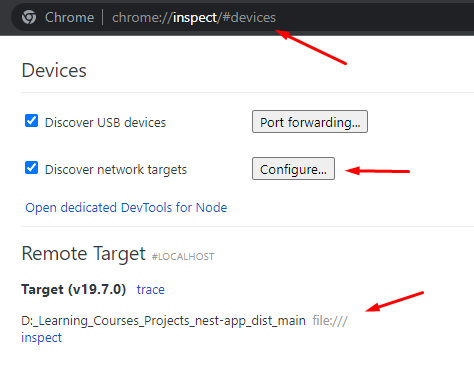 Chrome | chrome://inspect/#devices
Devices
Discover USB devices Port forwarding...
Discover network targets Configure...
Open dedicated DevTools for Node
Remote Target #LOCALHOST
Target (v19.7.0) trace
D:_Learning_Courses_Projects_nest-app_dist_main file:///
inspect